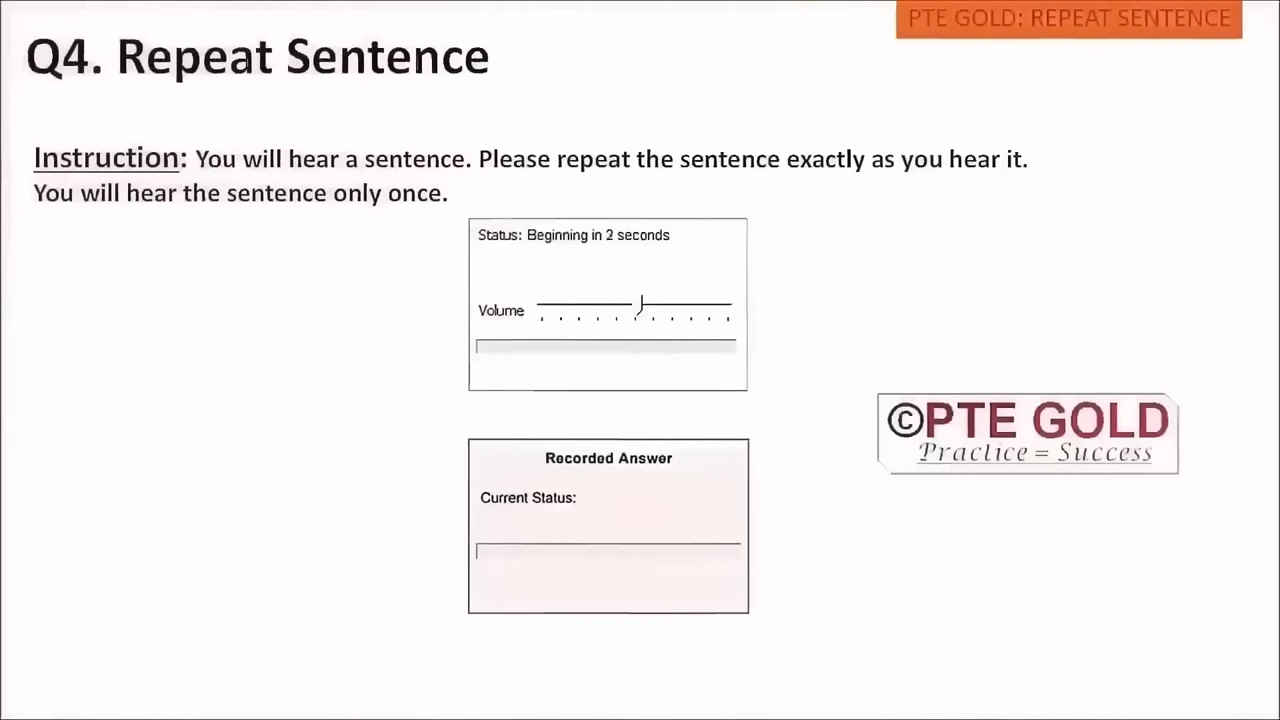 PTE GOLD: REPEAT SENTENCE
Q4. Repeat Sentence
Instruction: You will hear a sentence. Please repeat the sentence exactly as you hear it.
You will hear the sentence only once.
Status: Beginning in 2 seconds
Volume
©PTE GOLD
Practice = Success
Recorded Answer
Current Status: